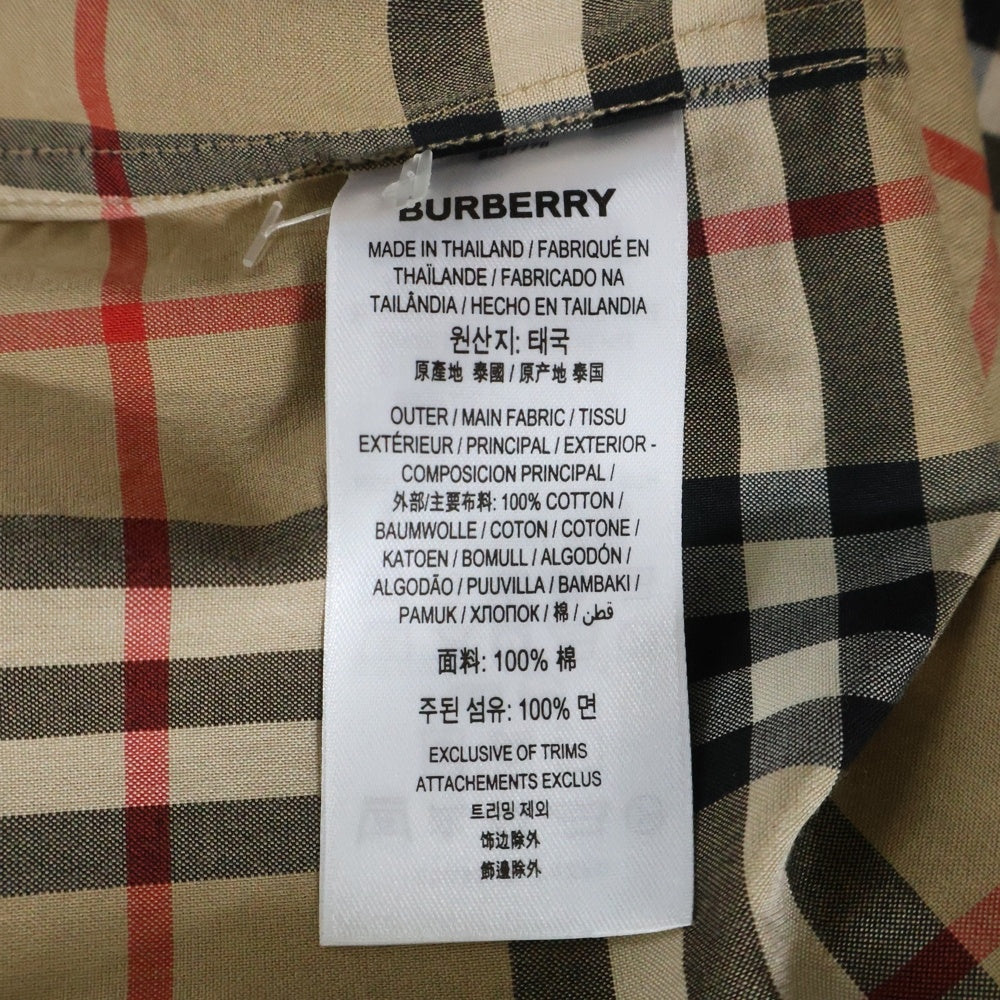 BURBERRY
MADE IN THAILAND / FABRIQUÉ EN
THAÏLANDE / FABRICADO NA
TAILÂNDIA / HECHO EN TAILANDIA
원산지: 태국
原產地 泰國 / 原产地 泰国
OUTER / MAIN FABRIC / TISSU
EXTÉRIEUR / PRINCIPAL / EXTERIOR -
COMPOSICION PRINCIPAL /
外部/主要布料: 100% COTTON /
BAUMWOLLE / COTON / COTONE /
KATOEN / BOMULL / ALGODÓN /
ALGODÃO / PUUVILLA / BAMBAKI /
PAMUK / ХЛОПОК / 棉 / قطن
面料: 100% 棉
주된 섬유: 100% 면
EXCLUSIVE OF TRIMS
ATTACHEMENTS EXCLUS
트리밍 제외
饰边除外
飾邊除外